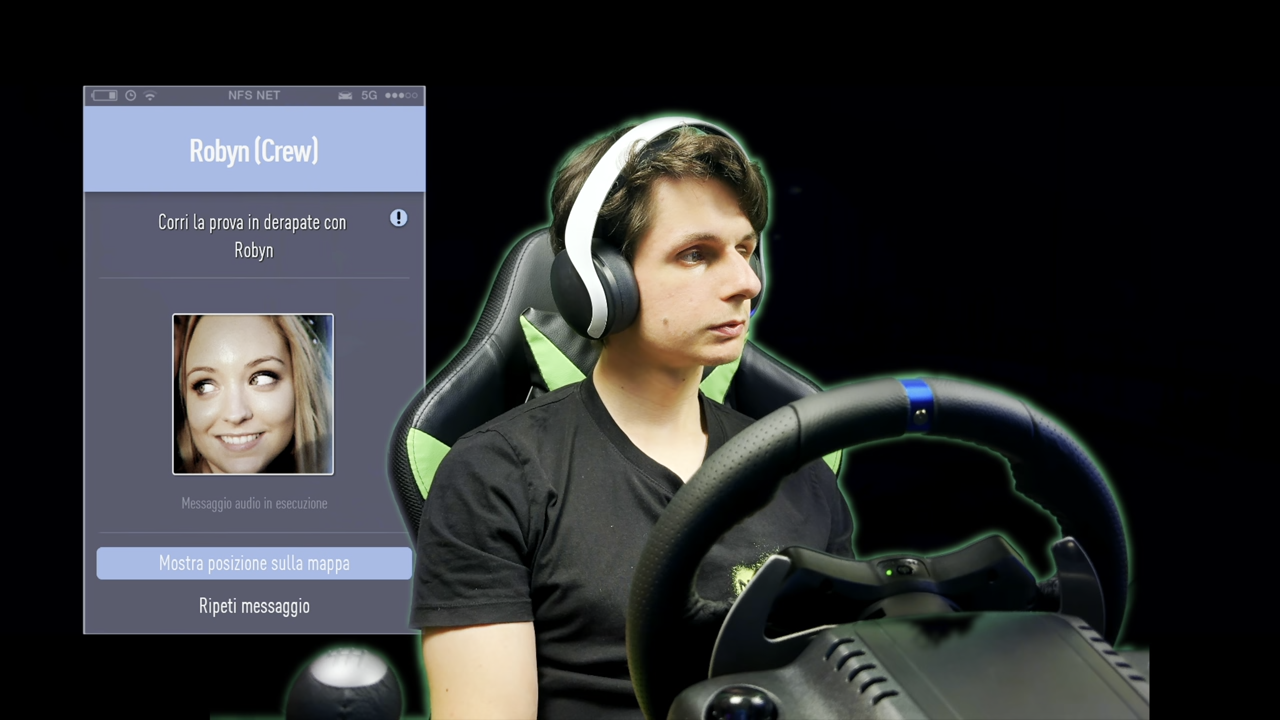 NFS NET
5G
Robyn (Crew)
Corri la prova in derapate con
Robyn
Messaggio audio in esecuzione
Mostra posizione sulla mappa
Ripeti messaggio